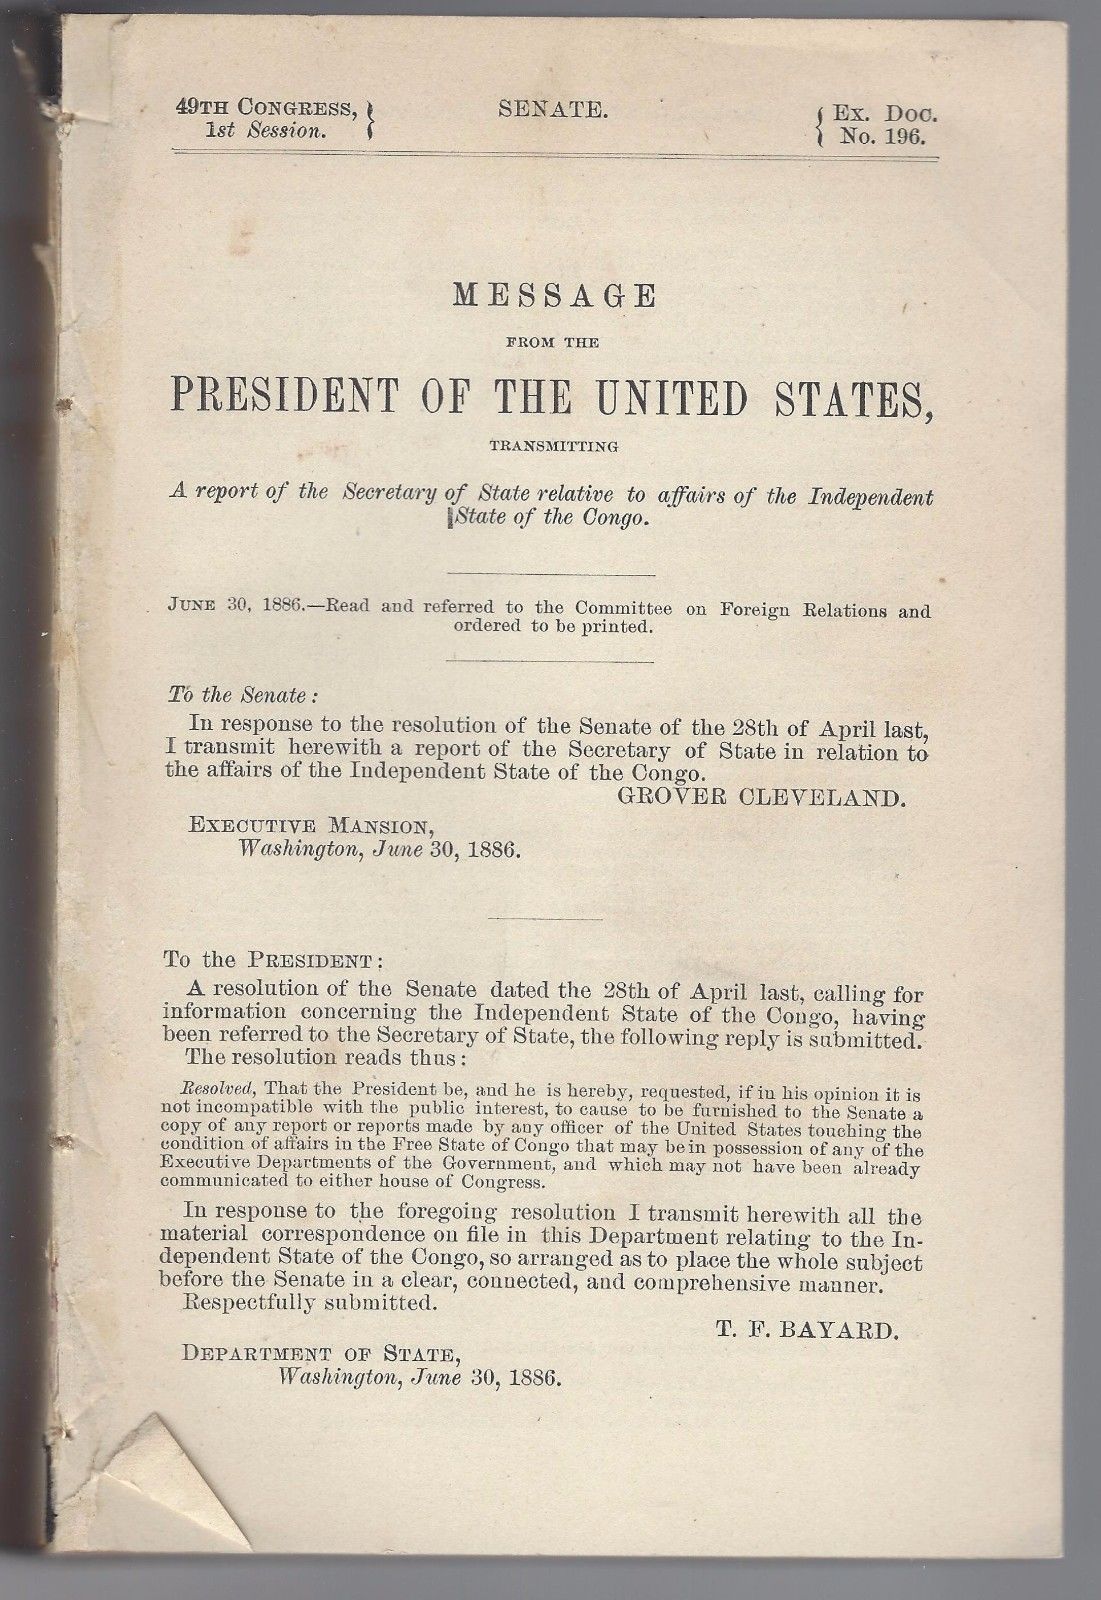 49TH CONGRESS, } SENATE. { Ex. Doc.
1st Session. } { No. 196.
MESSAGE
FROM THE
PRESIDENT OF THE UNITED STATES,
TRANSMITTING
A report of the Secretary of State relative to affairs of the Independent
State of the Congo.
JUNE 30, 1886.—Read and referred to the Committee on Foreign Relations and
ordered to be printed.
To the Senate:
In response to the resolution of the Senate of the 28th of April last,
I transmit herewith a report of the Secretary of State in relation to
the affairs of the Independent State of the Congo.
GROVER CLEVELAND.
EXECUTIVE MANSION,
Washington, June 30, 1886.
To the PRESIDENT:
A resolution of the Senate dated the 28th of April last, calling for
information concerning the Independent State of the Congo, having
been referred to the Secretary of State, the following reply is submitted.
The resolution reads thus:
Resolved, That the President be, and he is hereby, requested, if in his opinion it is
not incompatible with the public interest, to cause to be furnished to the Senate a
copy of any report or reports made by any officer of the United States touching the
condition of affairs in the Free State of Congo that may be in possession of any of the
Executive Departments of the Government, and which may not have been already
communicated to either house of Congress.
In response to the foregoing resolution I transmit herewith all the
material correspondence on file in this Department relating to the In-
dependent State of the Congo, so arranged as to place the whole subject
before the Senate in a clear, connected, and comprehensive manner.
Respectfully submitted.
T. F. BAYARD.
DEPARTMENT OF STATE,
Washington, June 30, 1886.